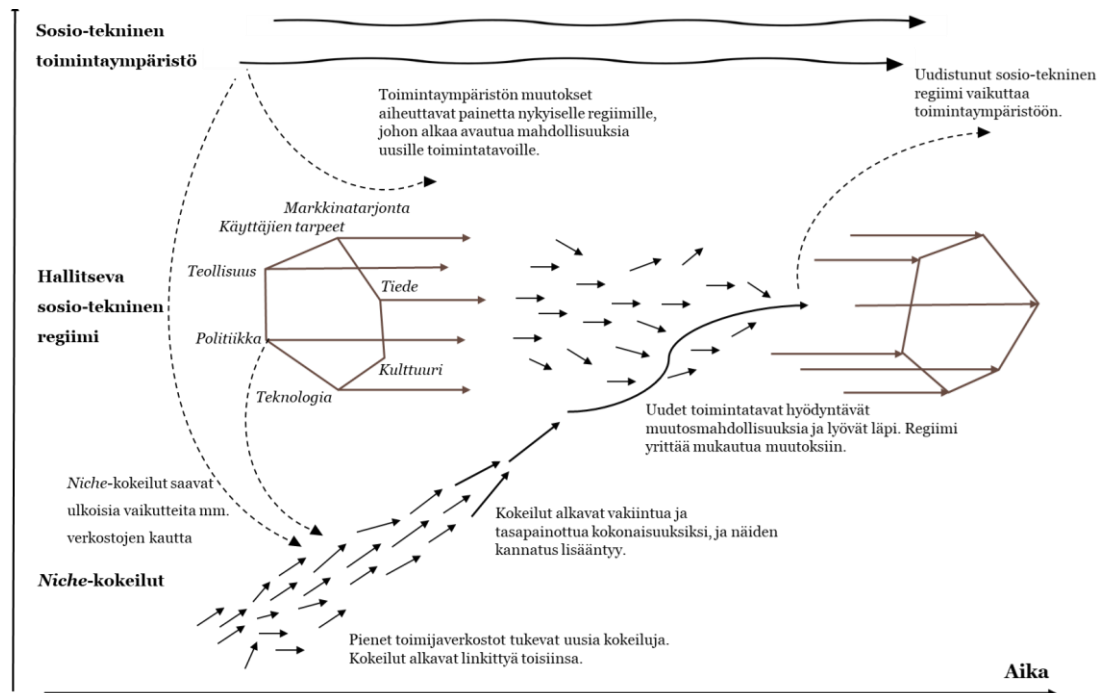 Sosio-tekninen
toimintaympäristö
Uudistunut sosio-tekninen
regiimi vaikuttaa
toimintaympäristöön.
Toimintaympäristön muutokset
aiheuttavat painetta nykyiselle regiimille,
johon alkaa avautua mahdollisuuksia
uusille toimintatavoille.
Markkinatarjonta
Käyttäjien tarpeet
Teollisuus
Tiede
Hallitseva
sosio-tekninen
regiimi
Politiikka
Kulttuuri
Teknologia
Uudet toimintatavat hyödyntävät
muutosmahdollisuuksia ja lyövät läpi. Regiimi
yrittää mukautua muutoksiin.
Niche-kokeilut saavat
ulkoisia vaikutteita mm.
verkostojen kautta
Kokeilut alkavat vakiintua ja
tasapainottua kokonaisuuksiksi, ja näiden
kannatus lisääntyy.
Niche-kokeilut
Pienet toimijaverkostot tukevat uusia kokeiluja.
Kokeilut alkavat linkittyä toisiinsa.
Aika